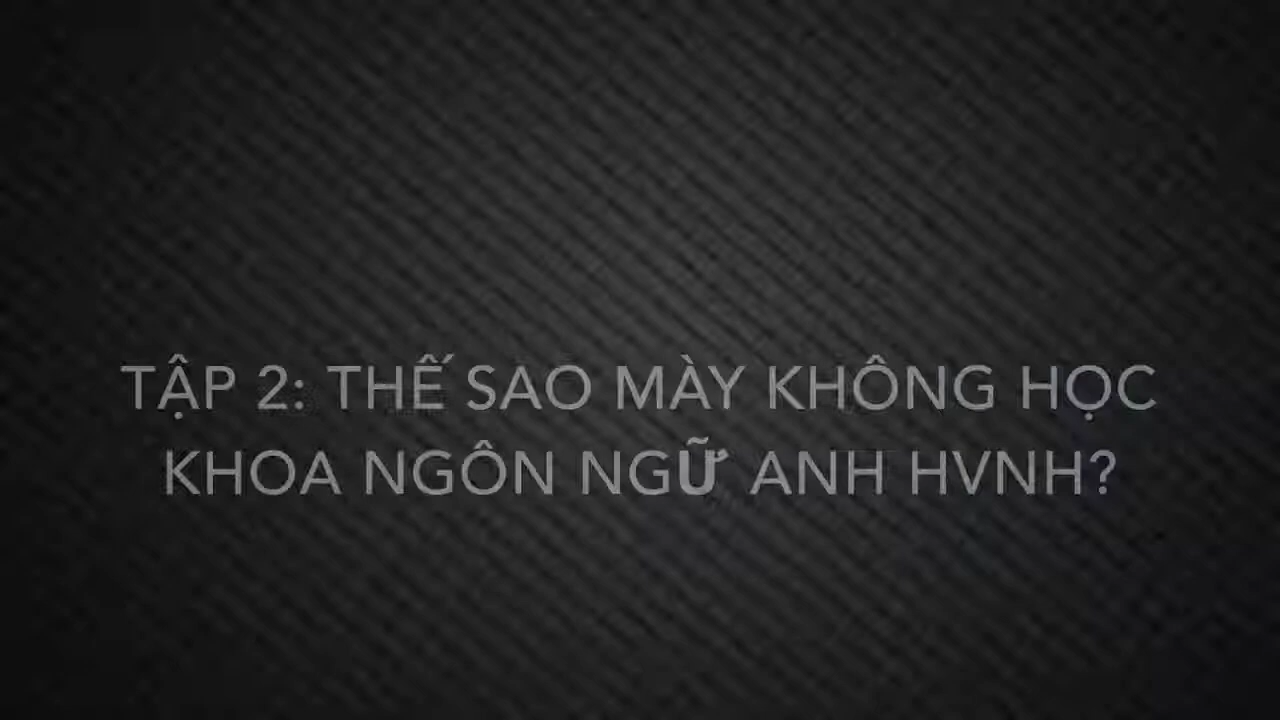 TẬP 2: THẾ SAO MÀY KHÔNG HỌC
KHOA NGÔN NGỮ ANH HVNH?